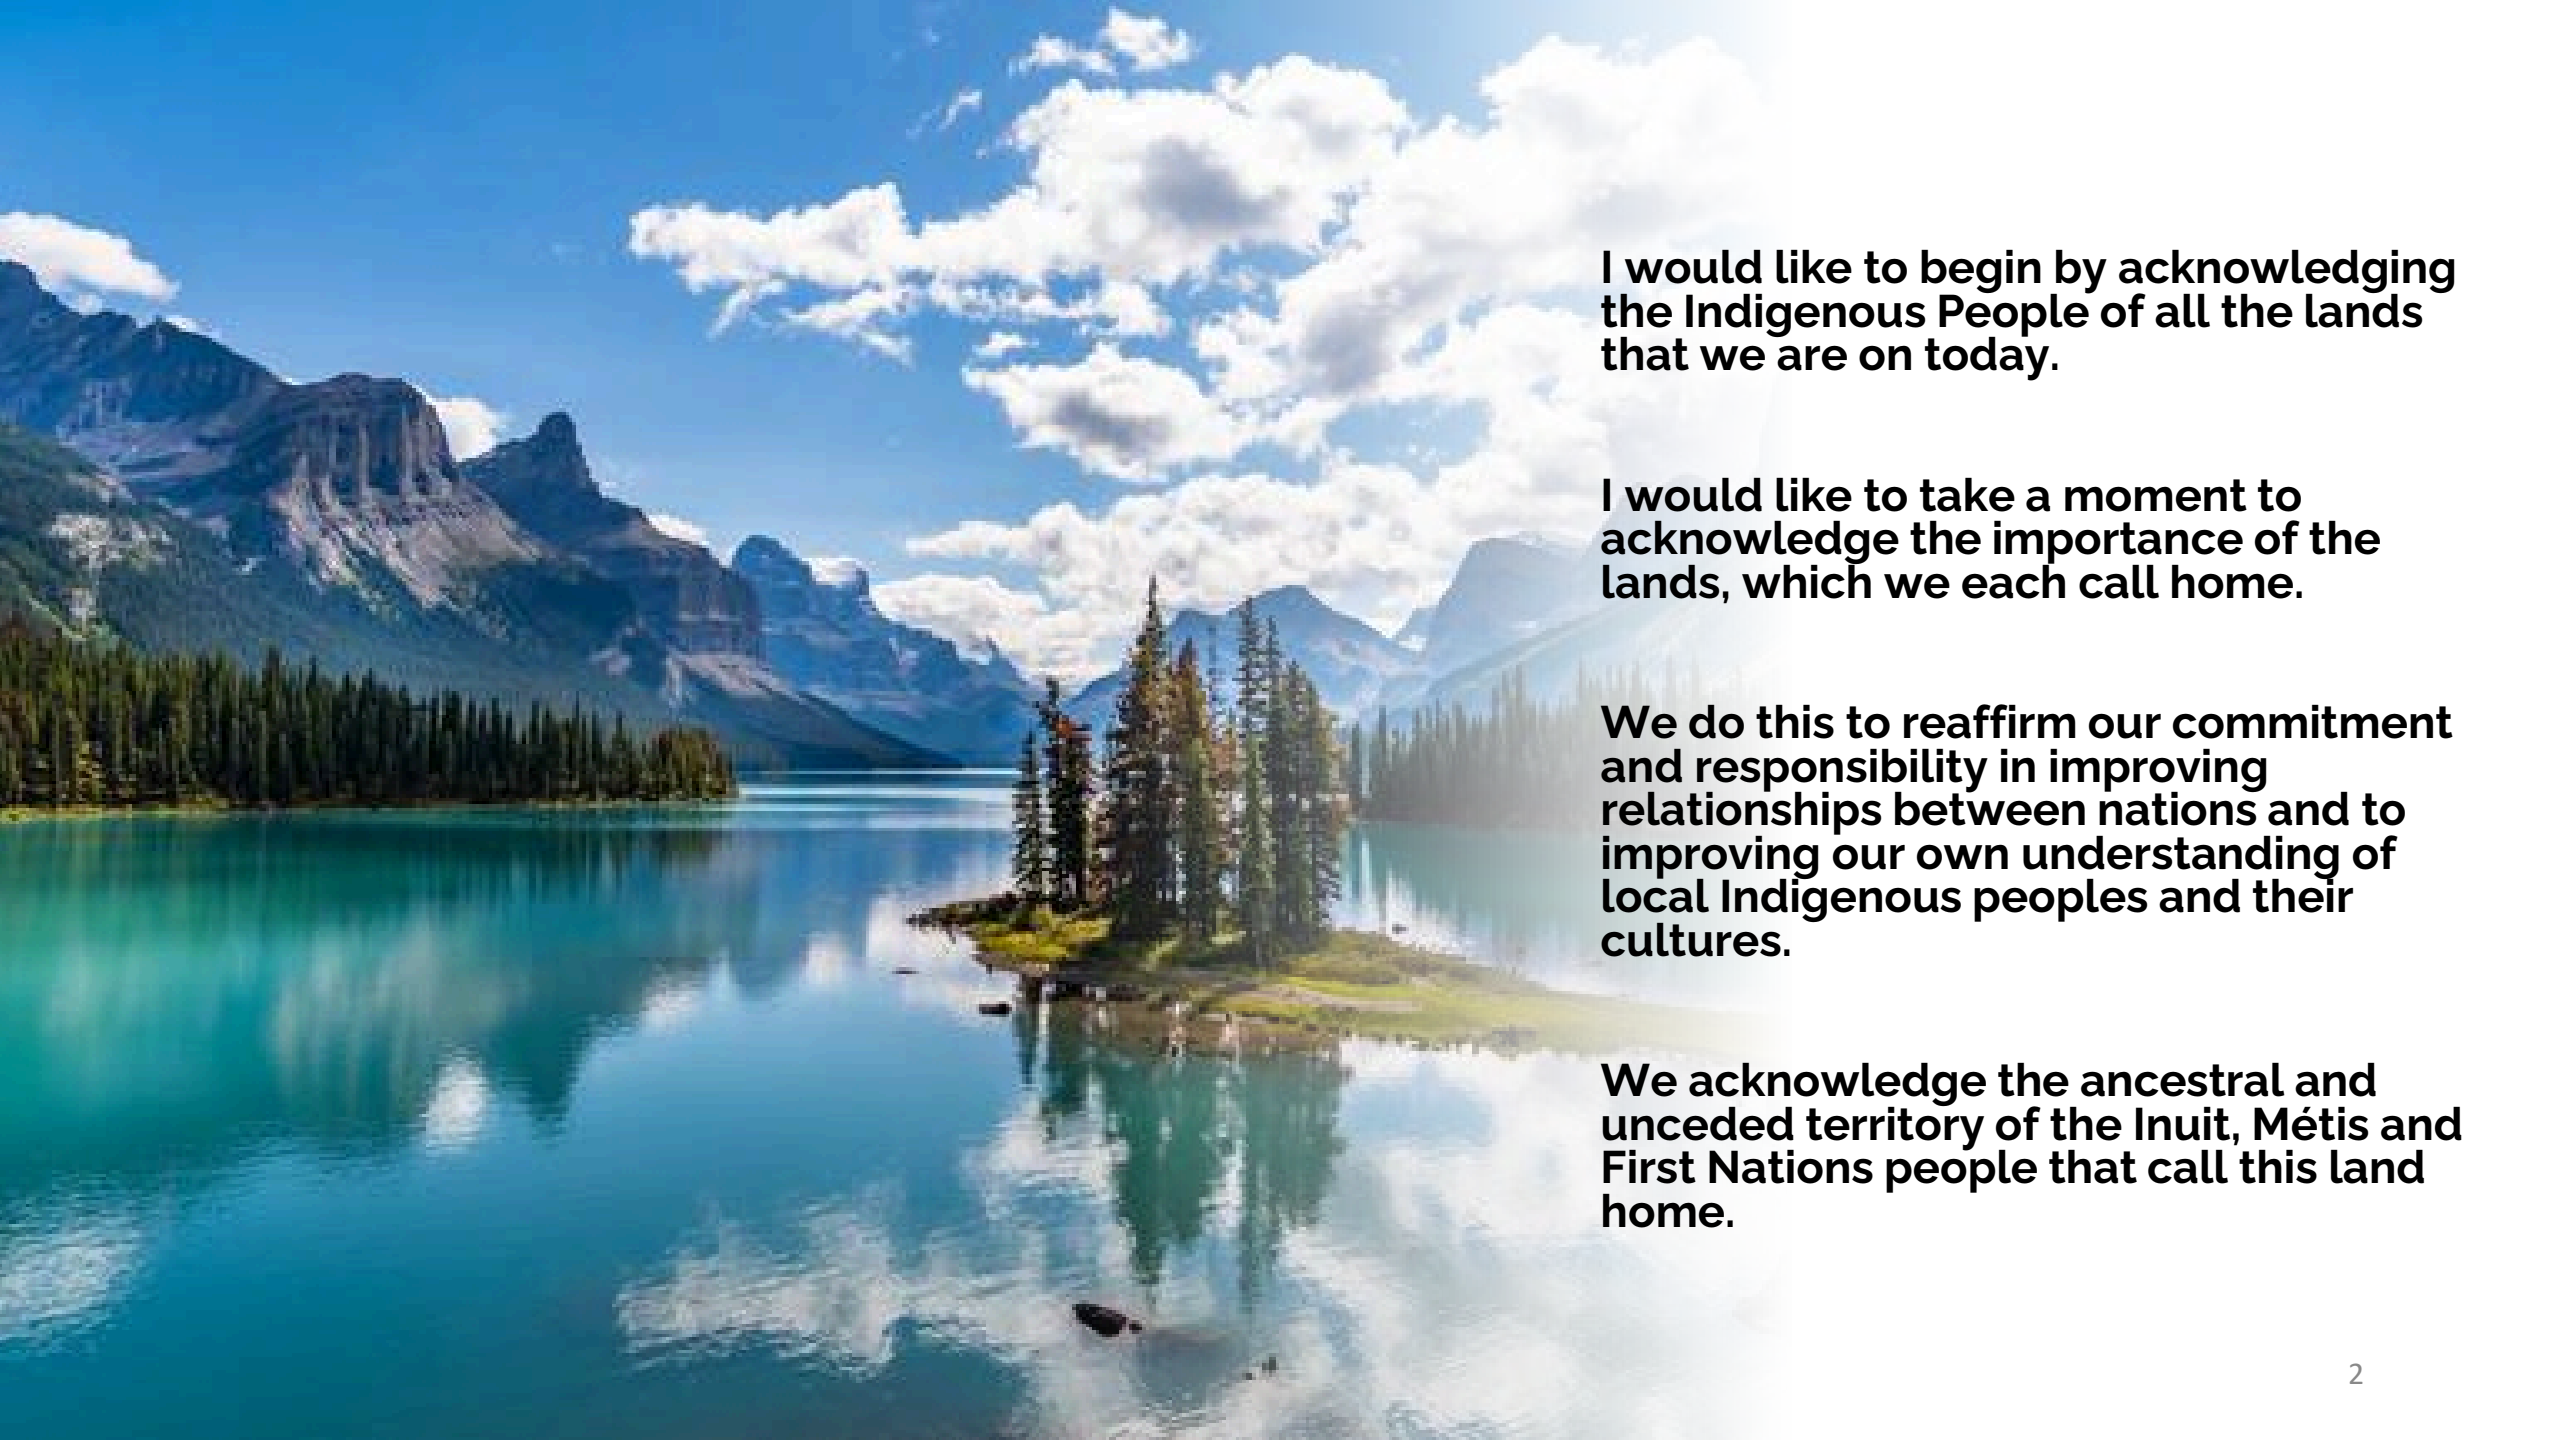 I would like to begin by acknowledging
the Indigenous People of all the lands
that we are on today.
I would like to take a moment to
acknowledge the importance of the
lands, which we each call home.
We do this to reaffirm our commitment
and responsibility in improving
relationships between nations and to
improving our own understanding of
local Indigenous peoples and their
cultures.
We acknowledge the ancestral and
unceded territory of the Inuit, Métis and
First Nations people that call this land
home.
2